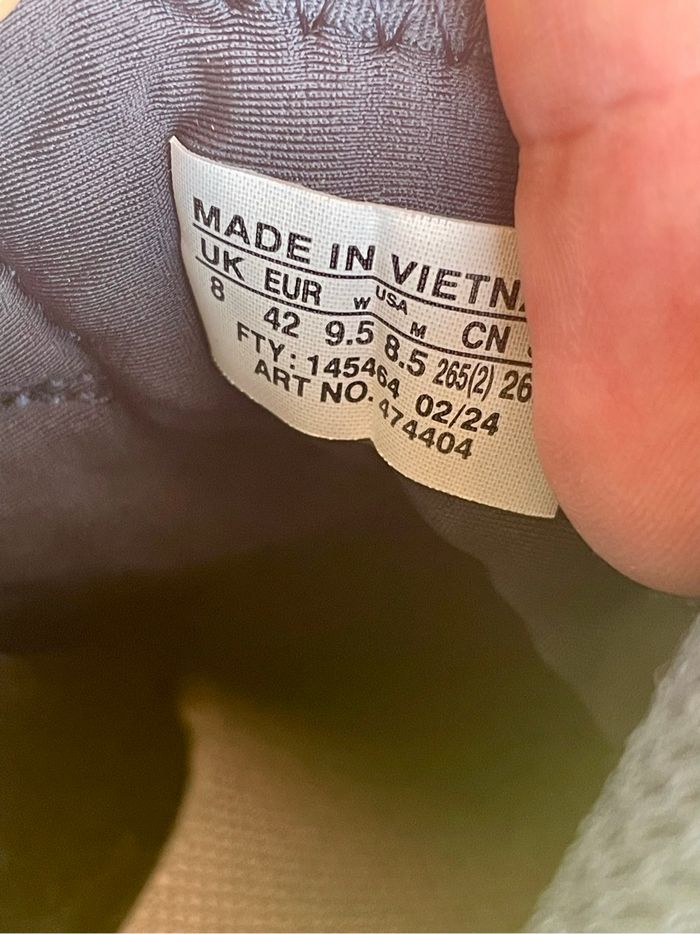 MADE IN VIETN
UK EUR W USA M CN
8 42 9.5 8.5 265(2) 26
FTY: 145464 02/24
ART NO. 474404